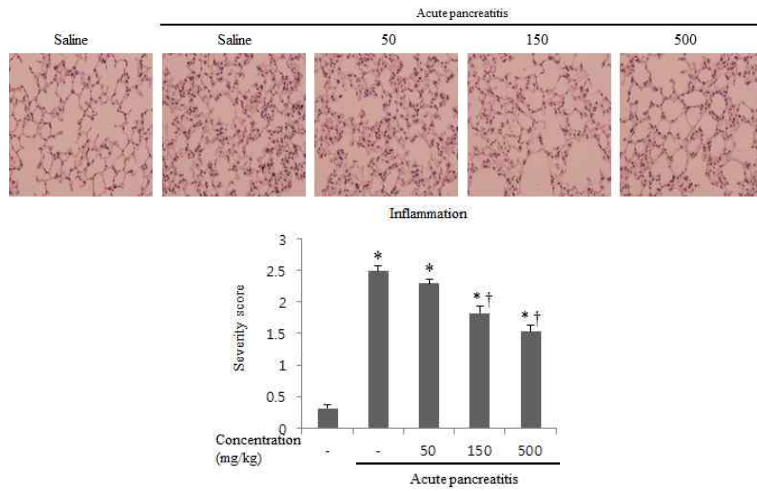 Acute pancreatitis
Saline Saline 50 150 500
Inflammation
3
2.5
2
1.5
1
0.5
0
Severity score
* * * † * †
Concentration (mg/kg)
- - 50 150 500
Acute pancreatitis